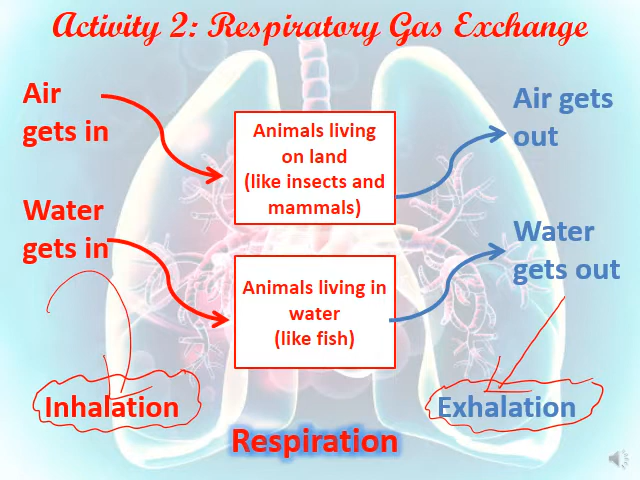 Activity 2: Respiratory Gas Exchange
Air
gets in
Animals living
on land
(like insects and
mammals)
Air gets
out
Water
gets in
Animals living in
water
(like fish)
Water
gets out
Inhalation
Exhalation
Respiration